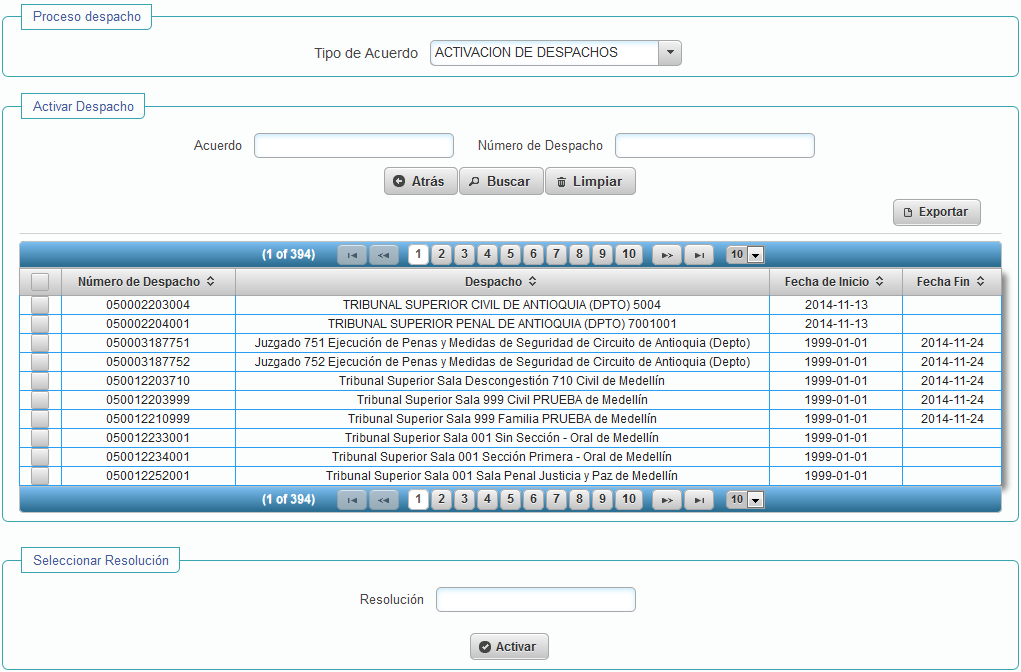 Proceso despacho
Tipo de Acuerdo ACTIVACION DE DESPACHOS
Activar Despacho
Acuerdo Número de Despacho
Atrás Buscar Limpiar
Exportar
(1 of 394) 1 2 3 4 5 6 7 8 9 10 10
Número de Despacho Despacho Fecha de Inicio Fecha Fin
050002203004 TRIBUNAL SUPERIOR CIVIL DE ANTIOQUIA (DPTO) 5004 2014-11-13
050002204001 TRIBUNAL SUPERIOR PENAL DE ANTIOQUIA (DPTO) 7001001 2014-11-13
050003187751 Juzgado 751 Ejecución de Penas y Medidas de Seguridad de Circuito de Antioquia (Depto) 1999-01-01 2014-11-24
050003187752 Juzgado 752 Ejecución de Penas y Medidas de Seguridad de Circuito de Antioquia (Depto) 1999-01-01 2014-11-24
050012203710 Tribunal Superior Sala Descongestión 710 Civil de Medellín 1999-01-01 2014-11-24
050012203999 Tribunal Superior Sala 999 Civil PRUEBA de Medellín 1999-01-01 2014-11-24
050012210999 Tribunal Superior Sala 999 Familia PRUEBA de Medellín 1999-01-01 2014-11-24
050012233001 Tribunal Superior Sala 001 Sin Sección - Oral de Medellín 1999-01-01
050012234001 Tribunal Superior Sala 001 Sección Primera - Oral de Medellín 1999-01-01
050012252001 Tribunal Superior Sala 001 Sala Penal Justicia y Paz de Medellín 1999-01-01
(1 of 394) 1 2 3 4 5 6 7 8 9 10 10
Seleccionar Resolución
Resolución
Activar